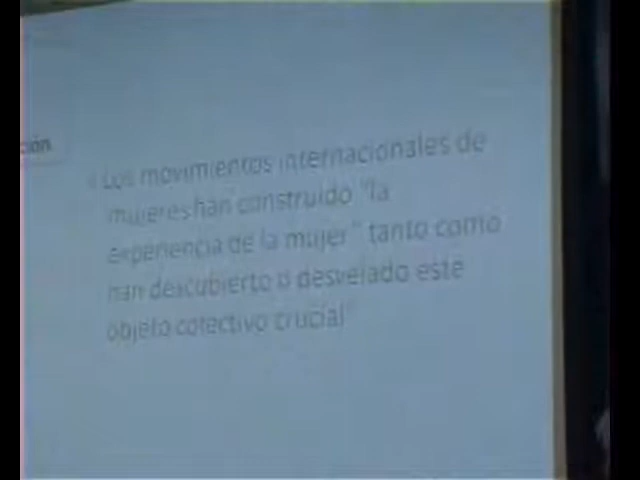 ción
"Los movimientos internacionales de
mujeres han construido "la
experiencia de la mujer" tanto como
han descubierto o desvelado este
objeto colectivo crucial"